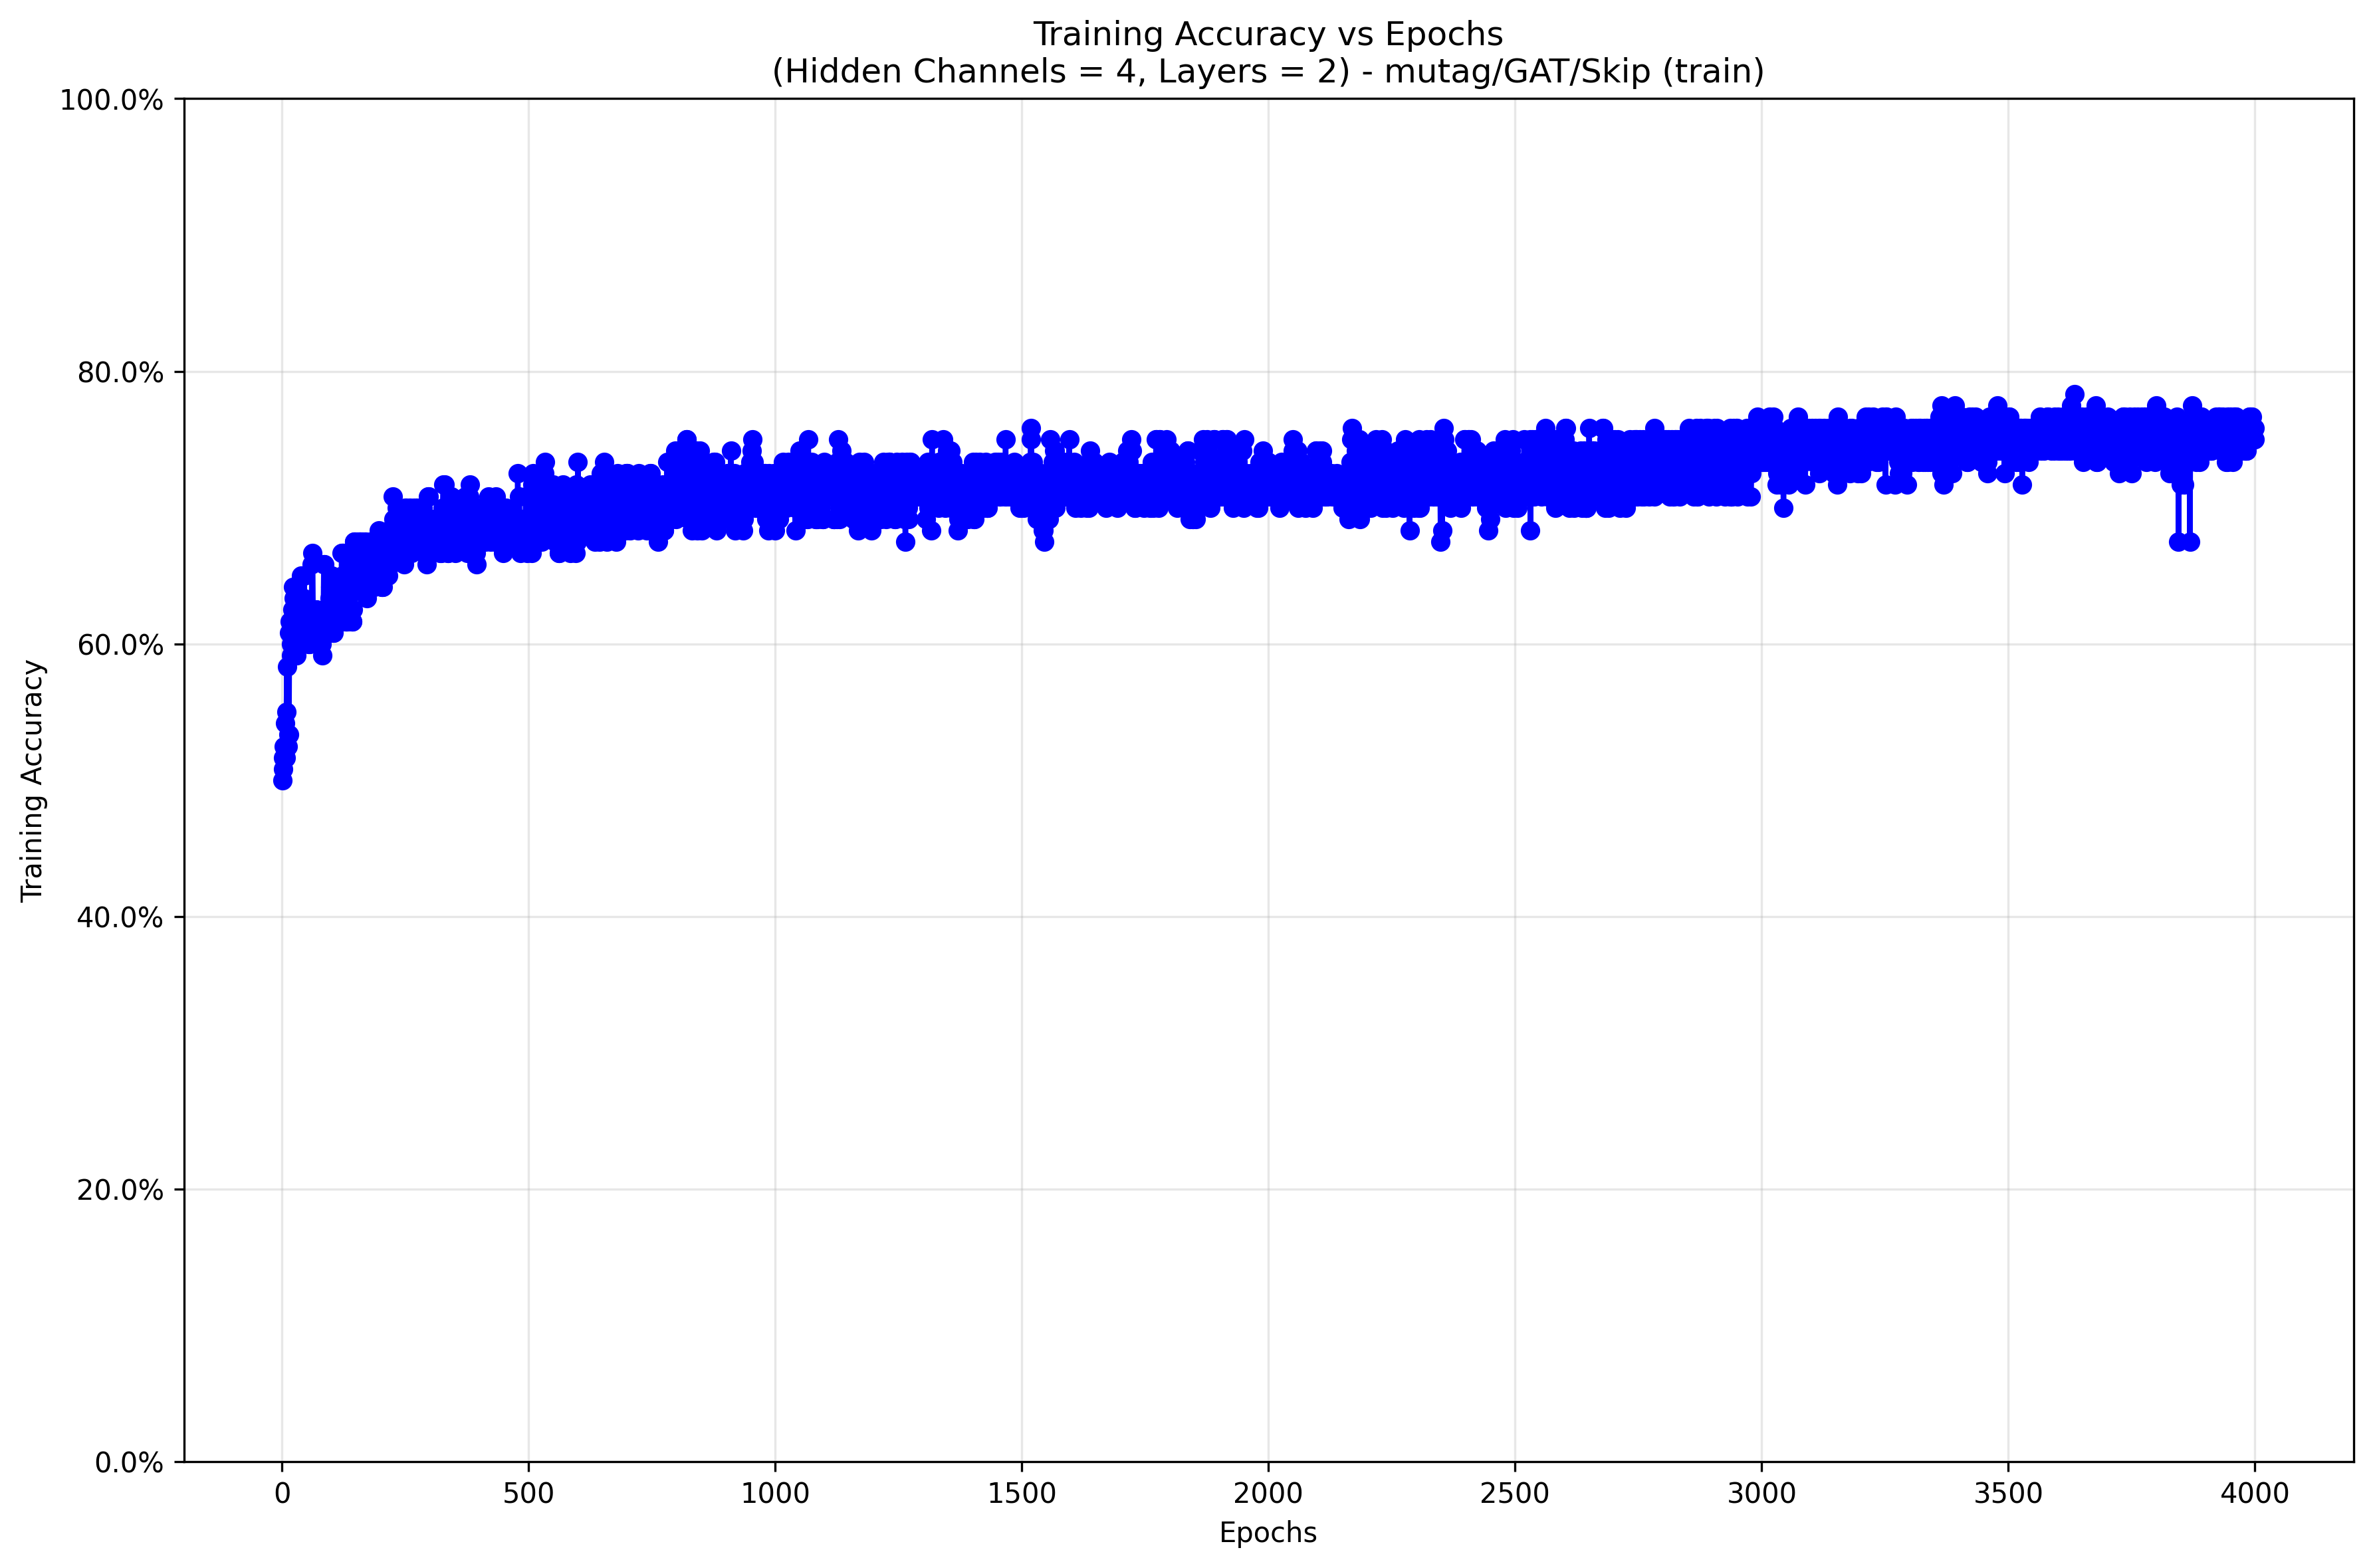 Training Accuracy vs Epochs
(Hidden Channels = 4, Layers = 2) - mutag/GAT/Skip (train)
100.0%
80.0%
60.0%
40.0%
20.0%
0.0%
Training Accuracy
0 500 1000 1500 2000 2500 3000 3500 4000
Epochs